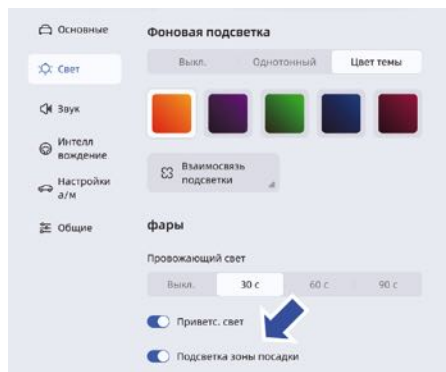 Основные
Свет
Звук
Интелл
вождение
Настройки
а/м
Общие
Фоновая подсветка
Выкл.
Однотонный
Цвет темы
Взаимосвязь
подсветки
фары
Провожающий свет
Выкл.
30 с
60 с
90 с
Приветс. свет
Подсветка зоны посадки